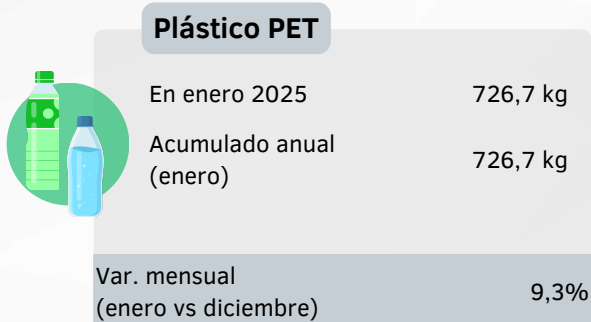 Plástico PET
En enero 2025 726,7 kg
Acumulado anual
(enero) 726,7 kg
Var. mensual
(enero vs diciembre) 9,3%